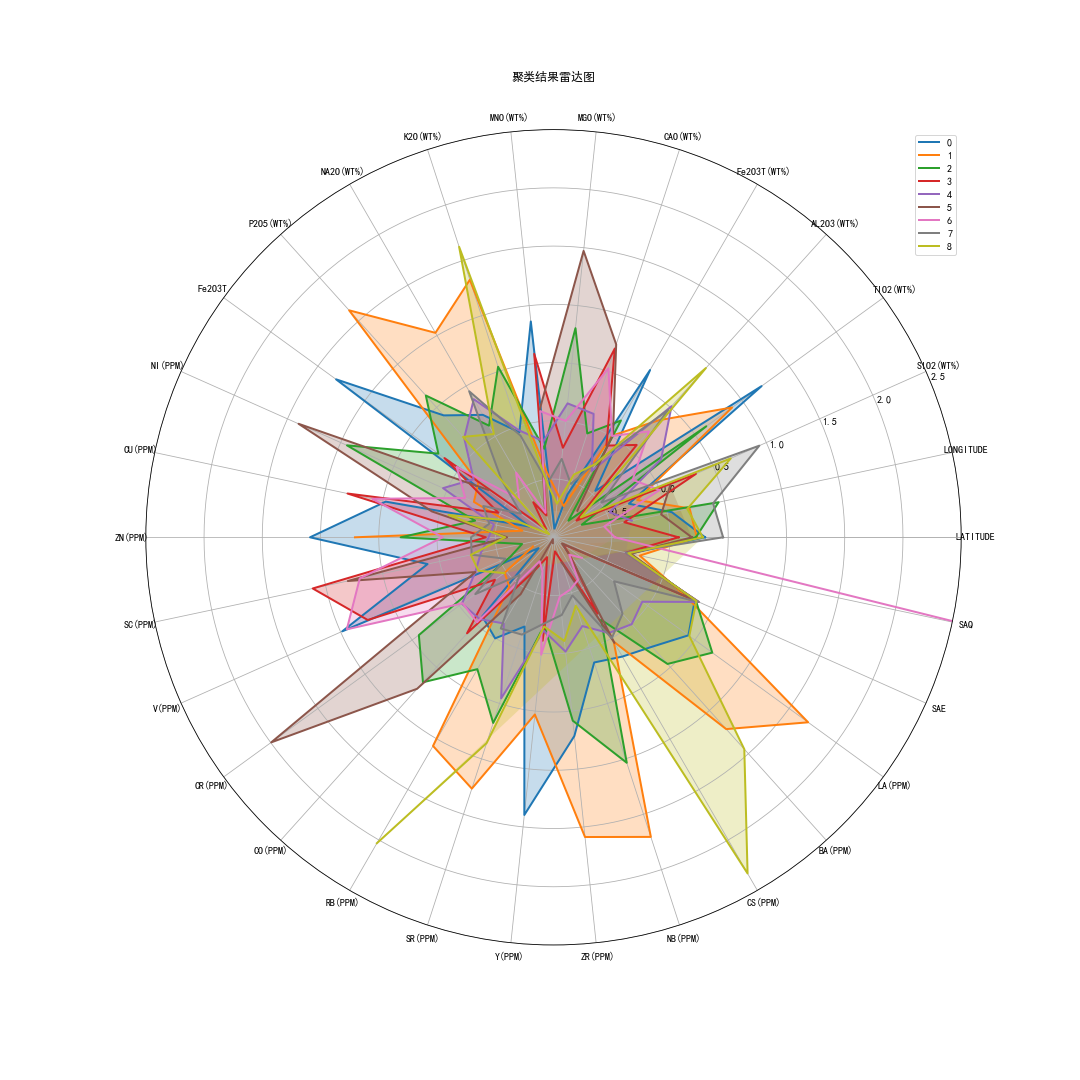 聚类结果雷达图
MNO(WT%)
MGO(WT%)
K2O(WT%)
CAO(WT%)
NA2O(WT%)
Fe2O3T(WT%)
P2O5(WT%)
AL2O3(WT%)
Fe2O3T
TIO2(WT%)
NI(PPM)
SIO2(WT%)
CU(PPM)
LONGITUDE
ZN(PPM)
LATITUDE
SC(PPM)
SAQ
V(PPM)
SAE
CR(PPM)
LA(PPM)
CO(PPM)
BA(PPM)
RB(PPM)
CS(PPM)
SR(PPM)
NB(PPM)
Y(PPM)
ZR(PPM)
2.5
2.0
1.5
1.0
0.5
0.0
-0.5
0
1
2
3
4
5
6
7
8